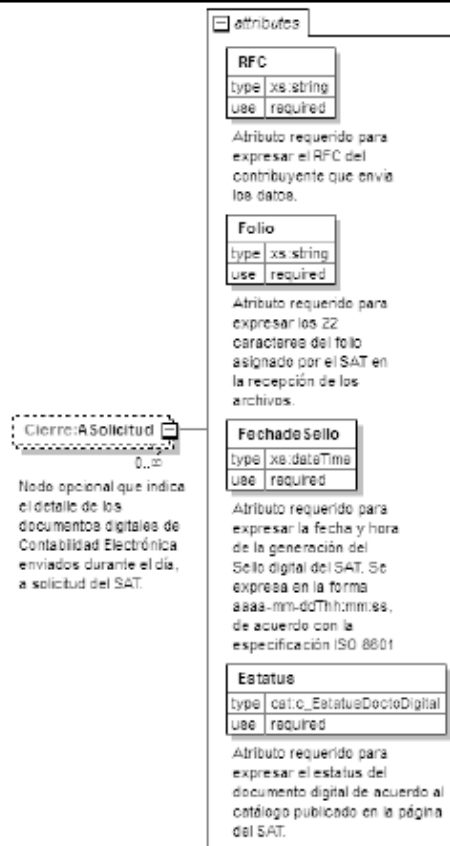 attributes
RFC
type xs:string
use required
Atributo requerido para
expresar el RFC del
contribuyente que envía
los datos.
Folio
type xs:string
use required
Atributo requerido para
expresar los 22
caracteres del folio
asignado por el SAT en
la recepción de los
archivos.
Cierre:ASolicitud
0..∞
Nodo opcional que indica
el detalle de los
documentos digitales de
Contabilidad Electrónica
enviados durante el día,
a solicitud del SAT.
FechadeSello
type xs:dateTime
use required
Atributo requerido para
expresar la fecha y hora
de la generación del
Sello digital del SAT. Se
expresa en la forma
aaaa-mm-ddThh:mm:ss,
de acuerdo con la
especificación ISO 8601
Estatus
type cat:c_EstatusDoctoDigital
use required
Atributo requerido para
expresar el estatus del
documento digital de acuerdo al
catálogo publicado en la página
del SAT.